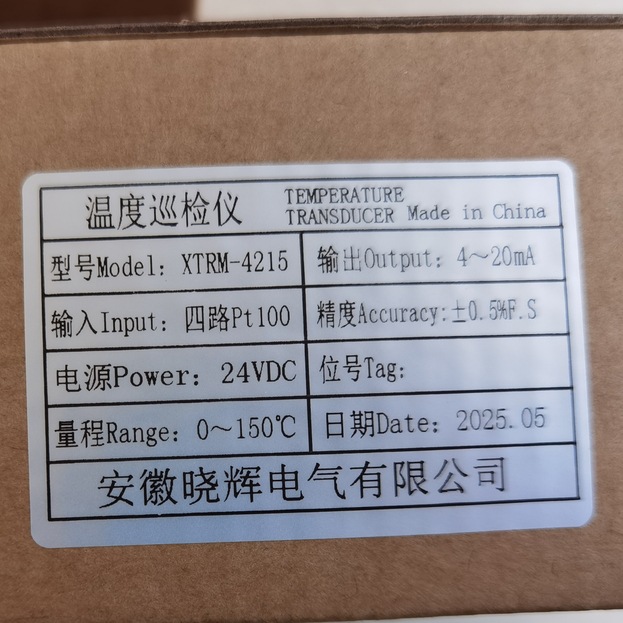 温度巡检仪 TEMPERATURE TRANSDUCER Made in China
型号Model: XTRM-4215 输出Output: 4～20mA
输入Input: 四路Pt100 精度Accuracy:±0.5%F.S
电源Power: 24VDC 位号Tag:
量程Range: 0～150℃ 日期Date: 2025.05
安徽晓辉电气有限公司